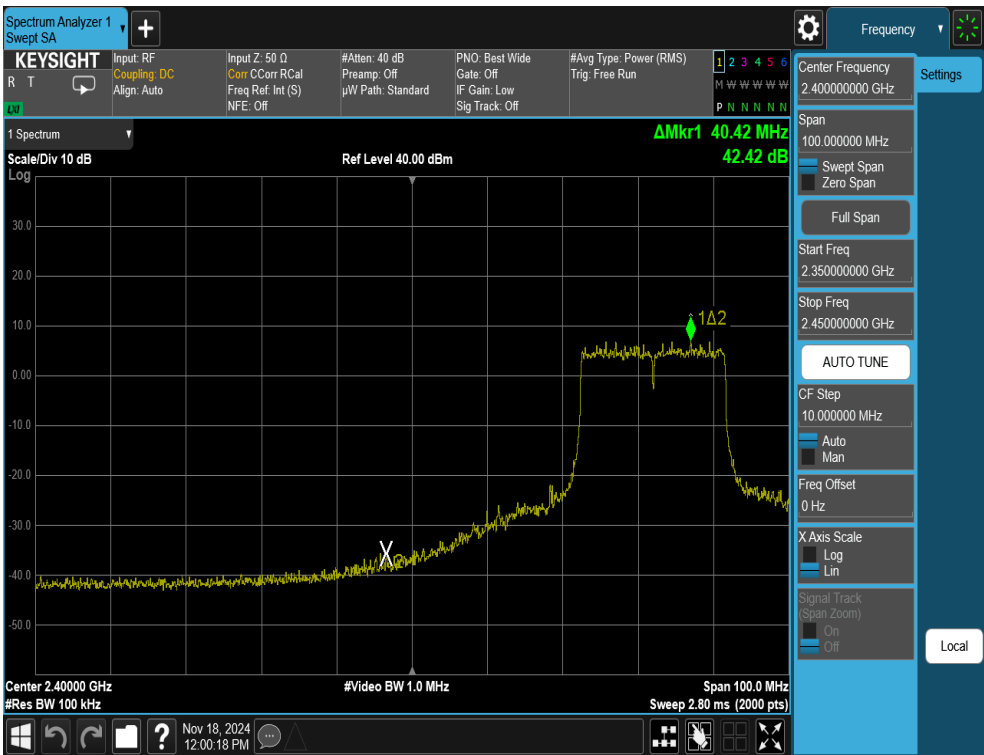 Spectrum Analyzer 1
Swept SA
Frequency
KEYSIGHT
R T
LXI
Input: RF
Coupling: DC
Align: Auto
Input Z: 50 Ω
Corr CCorr RCal
Freq Ref: Int (S)
NFE: Off
#Atten: 40 dB
Preamp: Off
µW Path: Standard
PNO: Best Wide
Gate: Off
IF Gain: Low
Sig Track: Off
#Avg Type: Power (RMS)
Trig: Free Run
1 2 3 4 5 6
M W W W W W
P N N N N N
1 Spectrum
ΔMkr1 40.42 MHz
42.42 dB
Scale/Div 10 dB
Ref Level 40.00 dBm
Log
30.0
20.0
10.0
0.00
-10.0
-20.0
-30.0
-40.0
-50.0
1Δ2
X2
Center 2.40000 GHz
#Video BW 1.0 MHz
Span 100.0 MHz
#Res BW 100 kHz
Sweep 2.80 ms (2000 pts)
Nov 18, 2024
12:00:18 PM
Center Frequency
2.400000000 GHz
Settings
Span
100.000000 MHz
Swept Span
Zero Span
Full Span
Start Freq
2.350000000 GHz
Stop Freq
2.450000000 GHz
AUTO TUNE
CF Step
10.000000 MHz
Auto
Man
Freq Offset
0 Hz
X Axis Scale
Log
Lin
Signal Track
(Span Zoom)
On
Off
Local